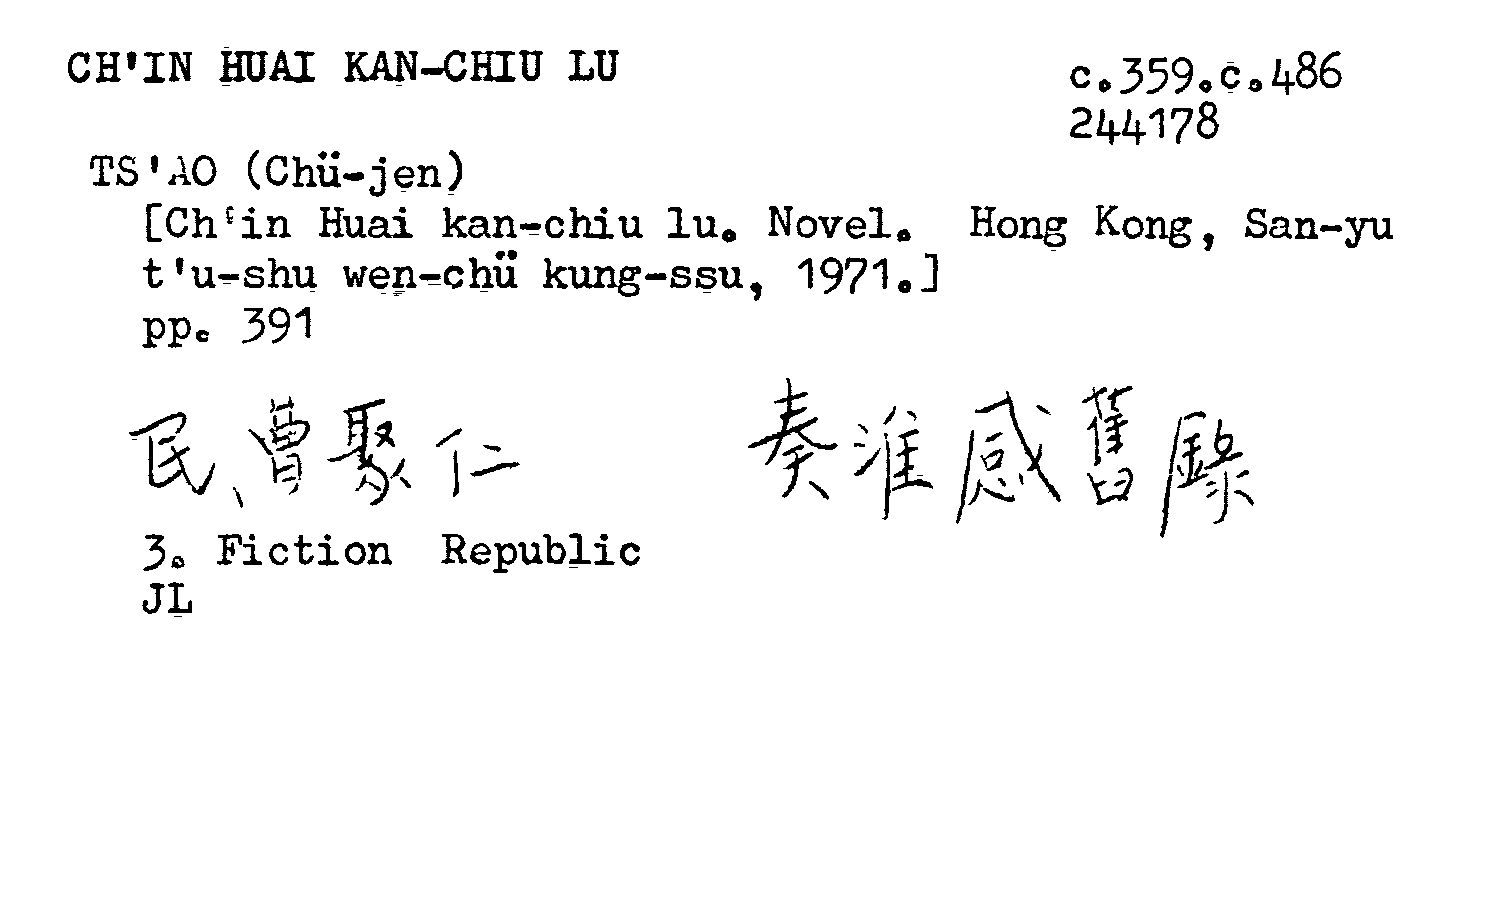 CH'IN HUAI KAN-CHIU LU
c.359.c.486
244178
TS'AO (Chü-jen)
[Ch'in Huai kan-chiu lu. Novel. Hong Kong, San-yu
t'u-shu wen-chü kung-ssu, 1971.]
pp. 391
民、曹聚仁 秦淮感舊錄
3. Fiction Republic
JL